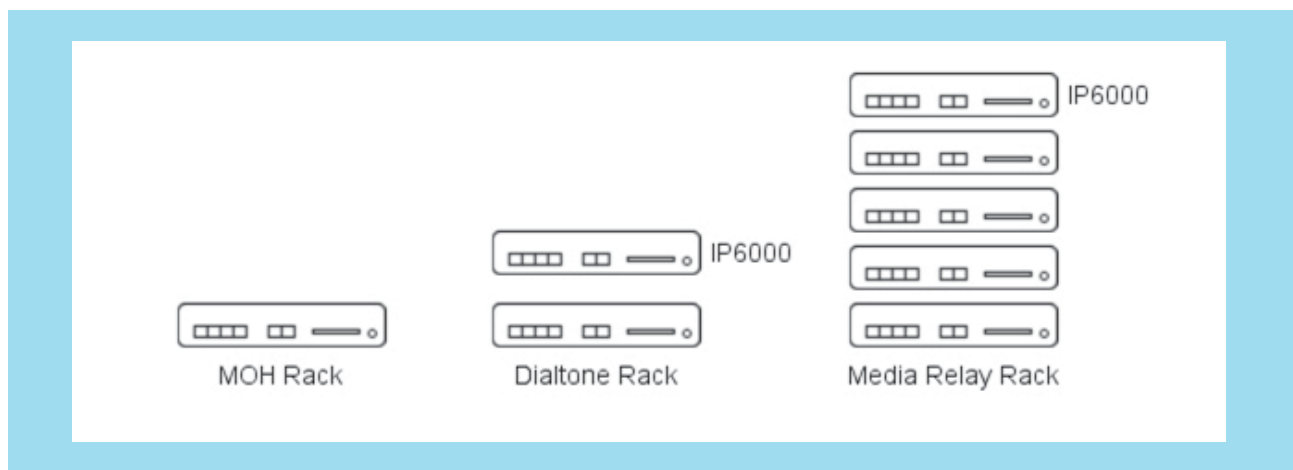 IP6000
IP6000
MOH Rack
Dialtone Rack
Media Relay Rack